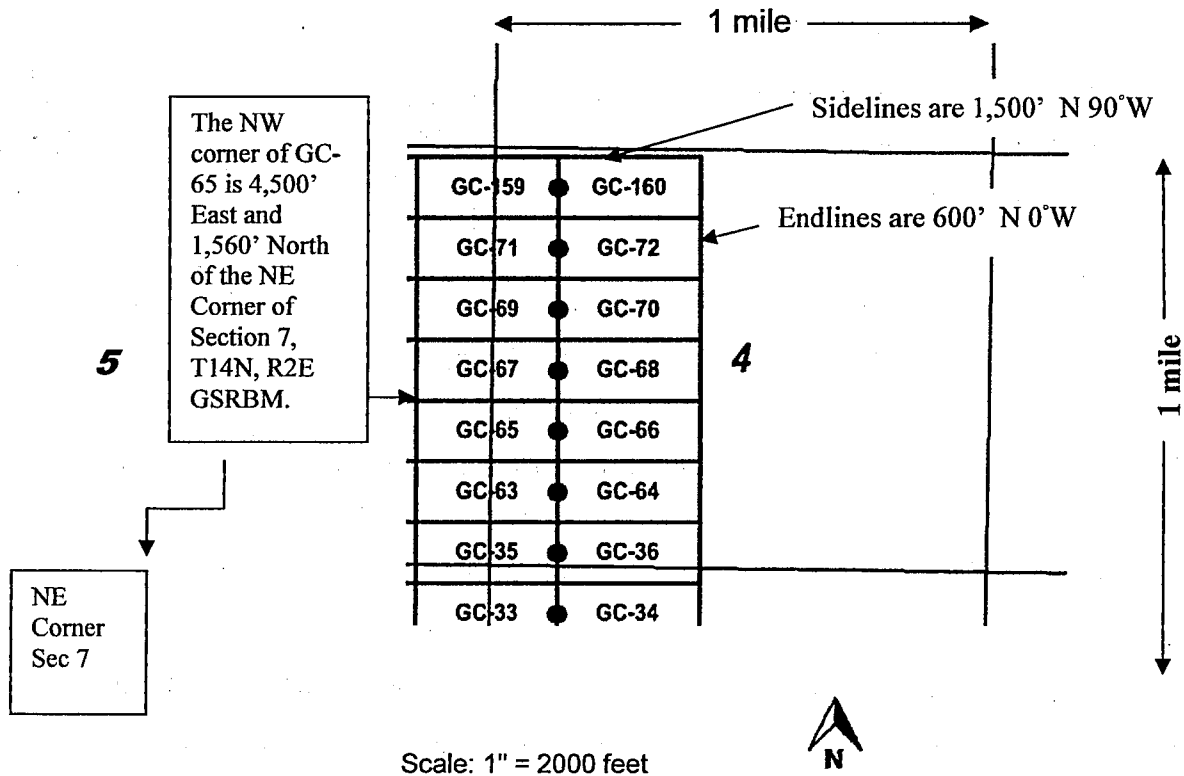 1 mile
Sidelines are 1,500' N 90°W
The NW
corner of GC-
65 is 4,500'
East and
1,560' North
of the NE
Corner of
Section 7,
T14N, R2E
GSRBM.
GC-159 GC-160
Endlines are 600' N 0°W
GC-71 GC-72
GC-69 GC-70
5
GC-67 GC-68
4
1 mile
GC-65 GC-66
GC-63 GC-64
GC-35 GC-36
GC-33 GC-34
NE
Corner
Sec 7
Scale: 1" = 2000 feet
N